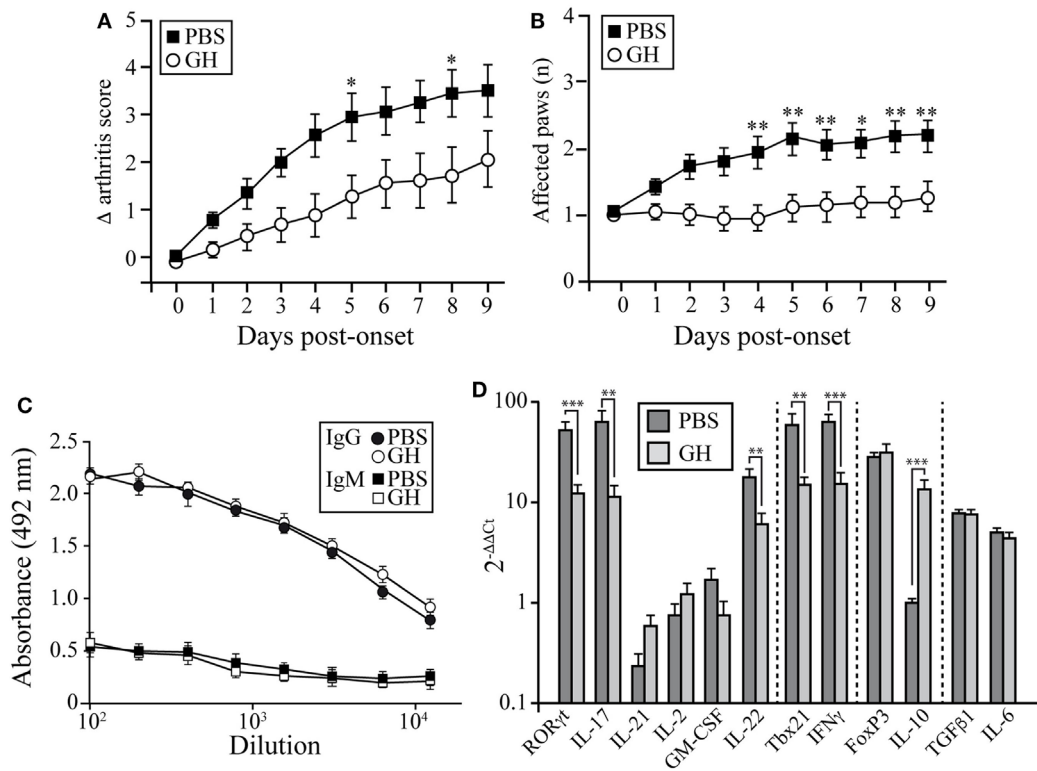 A
PBS
GH
5
4
3
2
1
0
Δ arthritis score
*
*
0 1 2 3 4 5 6 7 8 9
Days post-onset
B
PBS
GH
4
3
2
1
0
Affected paws (n)
** ** ** * ** **
0 1 2 3 4 5 6 7 8 9
Days post-onset
C
IgG PBS
GH
IgM PBS
GH
2.5
2.0
1.5
1.0
0.5
0
Absorbance (492 nm)
10² 10³ 10⁴
Dilution
D
PBS
GH
100
10
1
0.1
2^-ΔΔCt
*** ** ** ** *** ***
RORγt IL-17 IL-21 IL-2 GM-CSF IL-22 Tbx21 IFNγ FoxP3 IL-10 TGFβ1 IL-6